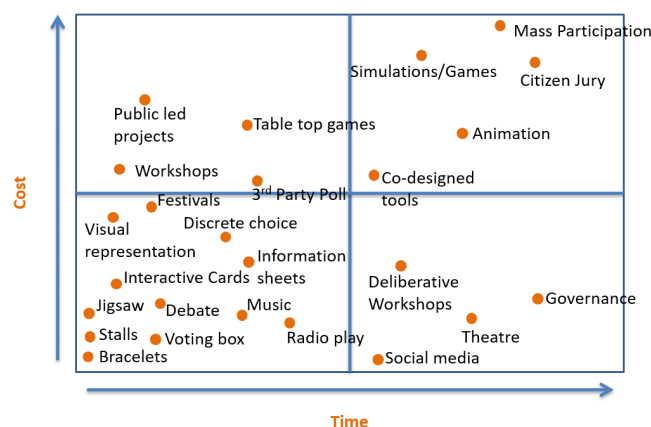 Mass Participation
Simulations/Games
Citizen Jury
Public led
projects
Table top games
Animation
Workshops
Co-designed
tools
3rd Party Poll
Cost
Festivals
Visual
representation
Discrete choice
Information
sheets
Interactive Cards
Deliberative
Workshops
Governance
Jigsaw
Debate
Music
Stalls
Voting box
Radio play
Theatre
Bracelets
Social media
Time